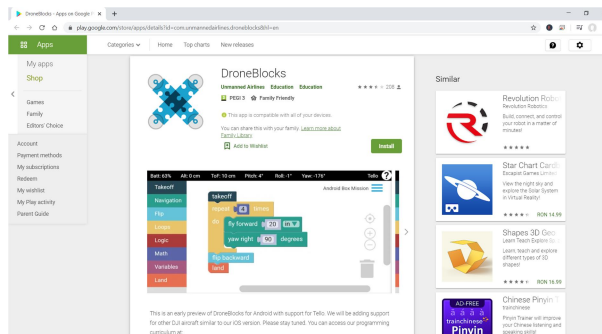 DroneBlocks - Apps on Google
play.google.com/store/apps/details?id=com.unmannedairlines.droneblocks&hl=en
Apps
Categories
Home
Top charts
New releases
My apps
Shop
Games
Family
Editors' Choice
Account
Payment methods
My subscriptions
Redeem
My wishlist
My Play activity
Parent Guide
DroneBlocks
Unmanned Airlines Education Education
208
PEGI 3 Family Friendly
This app is compatible with all of your devices.
You can share this with your family. Learn more about
Family Library
Add to Wishlist
Install
Batt: 63% Alt: 0 cm ToF: 10 cm Pitch: 4° Roll: -1° Yaw: -176° Tello ?
Takeoff
Navigation
Flip
Loops
Logic
Math
Variables
Land
Android Box Mission
takeoff
repeat 4 times
do fly forward 20 in
yaw right 90 degrees
flip backward
land
This is an early preview of DroneBlocks for Android with support for Tello. We will be adding support
for other DJI aircraft similar to our iOS version. Please stay tuned. You can access our programming
curriculum at:
Similar
Revolution Robo
Revolution Robotics
Build, connect, and control
your robot in a matter of
minutes!
Star Chart Cards
Escapist Games Limited
View the night sky and
explore the Solar System
in Virtual Reality!
RON 14.99
Shapes 3D Geo
Learn Teach Explore
Learn, teach and explore
different types of 3D
shapes!
RON 16.99
AD-FREE
ā á ǎ à
trainchinese
Pinyin
Chinese Pinyin T
trainchinese
Pinyin Trainer will improve
your Chinese listening and
speaking skills!